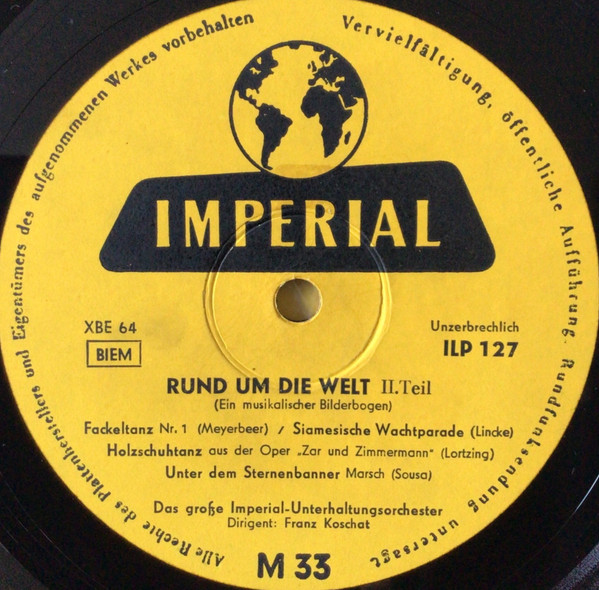 Alle Rechte des Plattenherstellers und Eigentümers des aufgenommenen Werkes vorbehalten
Vervielfältigung, öffentliche Aufführung, Rundfunksendung untersagt.
IMPERIAL
XBE 64
BIEM
Unzerbrechlich
ILP 127
RUND UM DIE WELT II.Teil
(Ein musikalischer Bilderbogen)
Fackeltanz Nr. 1 (Meyerbeer) / Siamesische Wachtparade (Lincke)
Holzschuhtanz aus der Oper „Zar und Zimmermann" (Lortzing)
Unter dem Sternenbanner Marsch (Sousa)
Das große Imperial-Unterhaltungsorchester
Dirigent: Franz Koschat
M 33